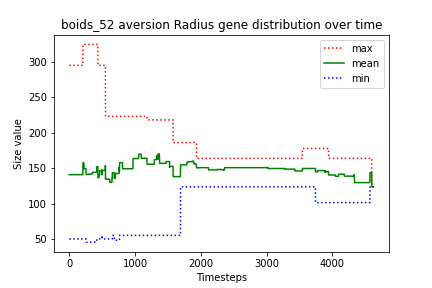 boids_52 aversion Radius gene distribution over time
max
mean
min
Size value
300
250
200
150
100
50
0
1000
2000
3000
4000
Timesteps